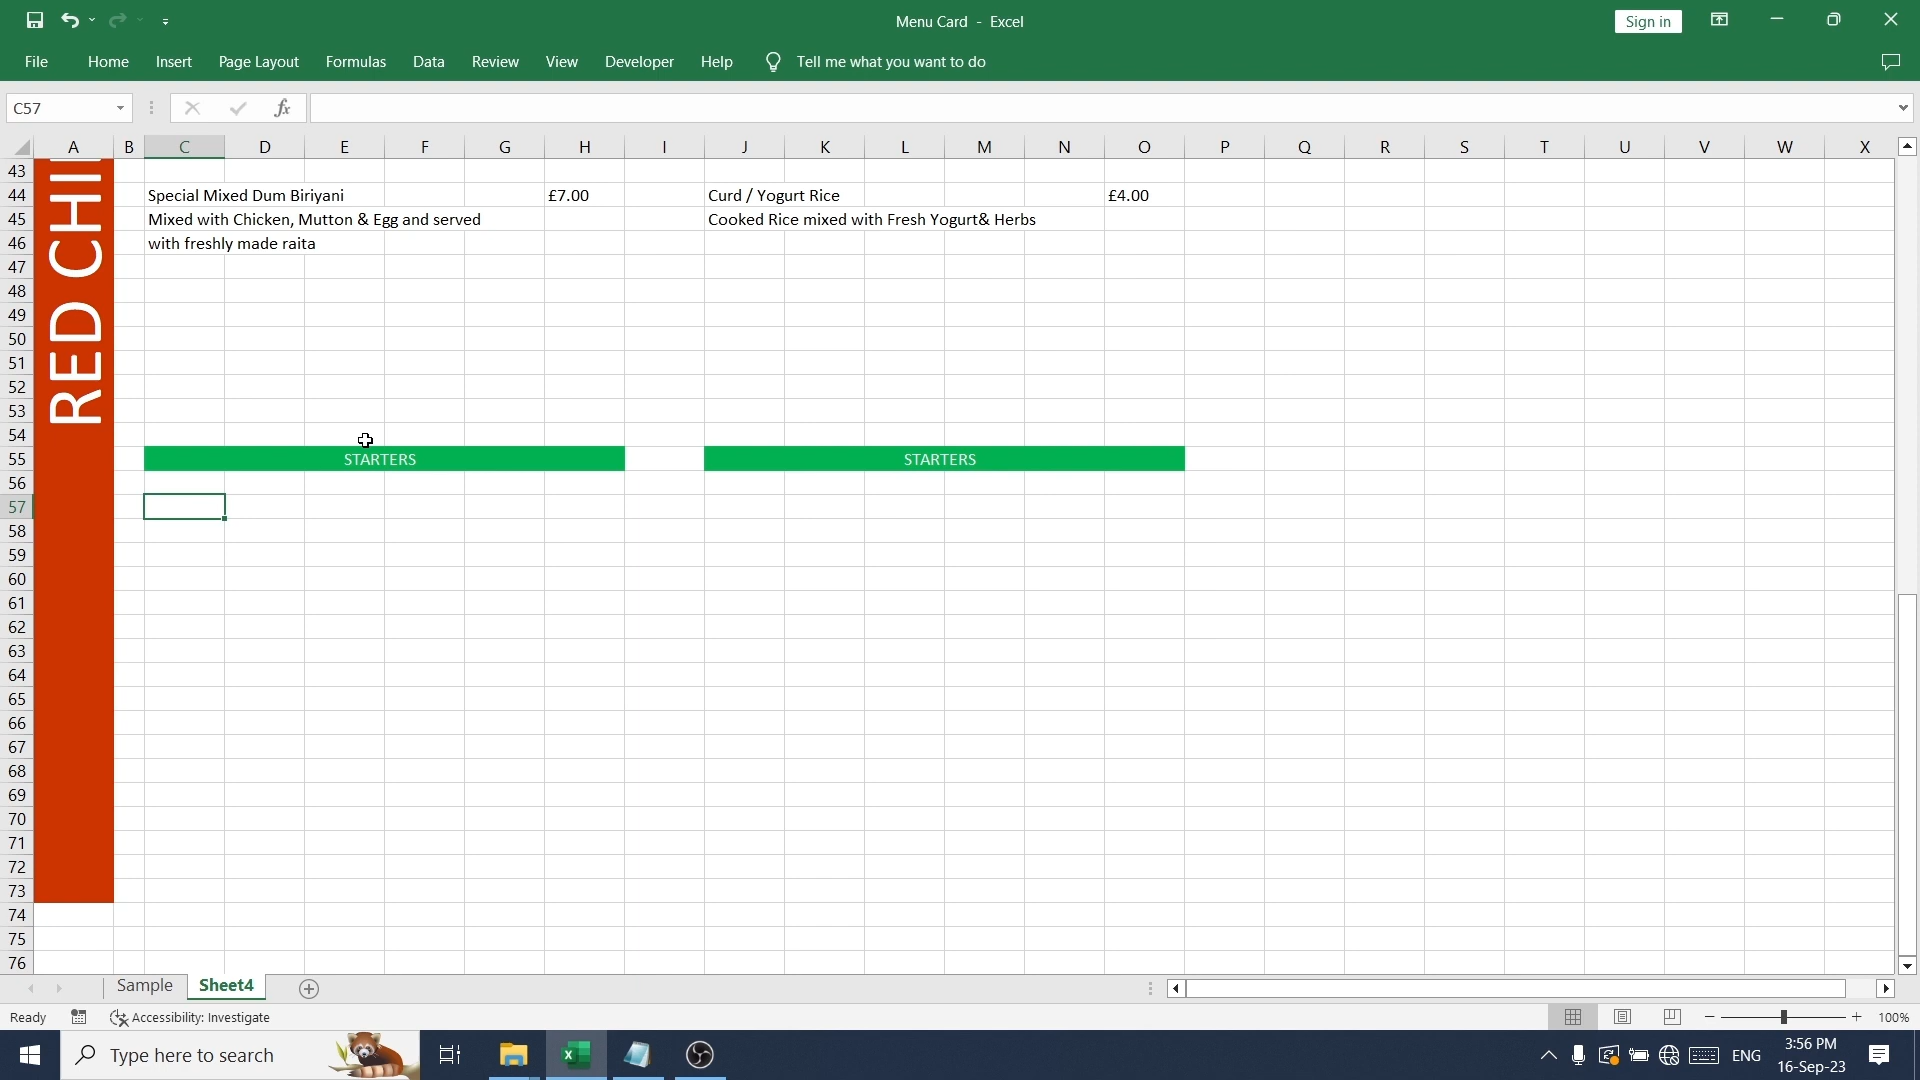 Menu Card - Excel
Sign in
File Home Insert Page Layout Formulas Data Review View Developer Help Tell me what you want to do
C57
fx
A B C D E F G H I J K L M N O P Q R S T U V W X
43
44 Special Mixed Dum Biriyani £7.00 Curd / Yogurt Rice £4.00
45 Mixed with Chicken, Mutton & Egg and served Cooked Rice mixed with Fresh Yogurt& Herbs
46 with freshly made raita
47
48
49
50
51
52
53
54
55 STARTERS STARTERS
56
57
58
59
60
61
62
63
64
65
66
67
68
69
70
71
72
73
74
75
76
RED CHI
Sample Sheet4
Ready Accessibility: Investigate 100%
Type here to search
ENG
3:56 PM
16-Sep-23